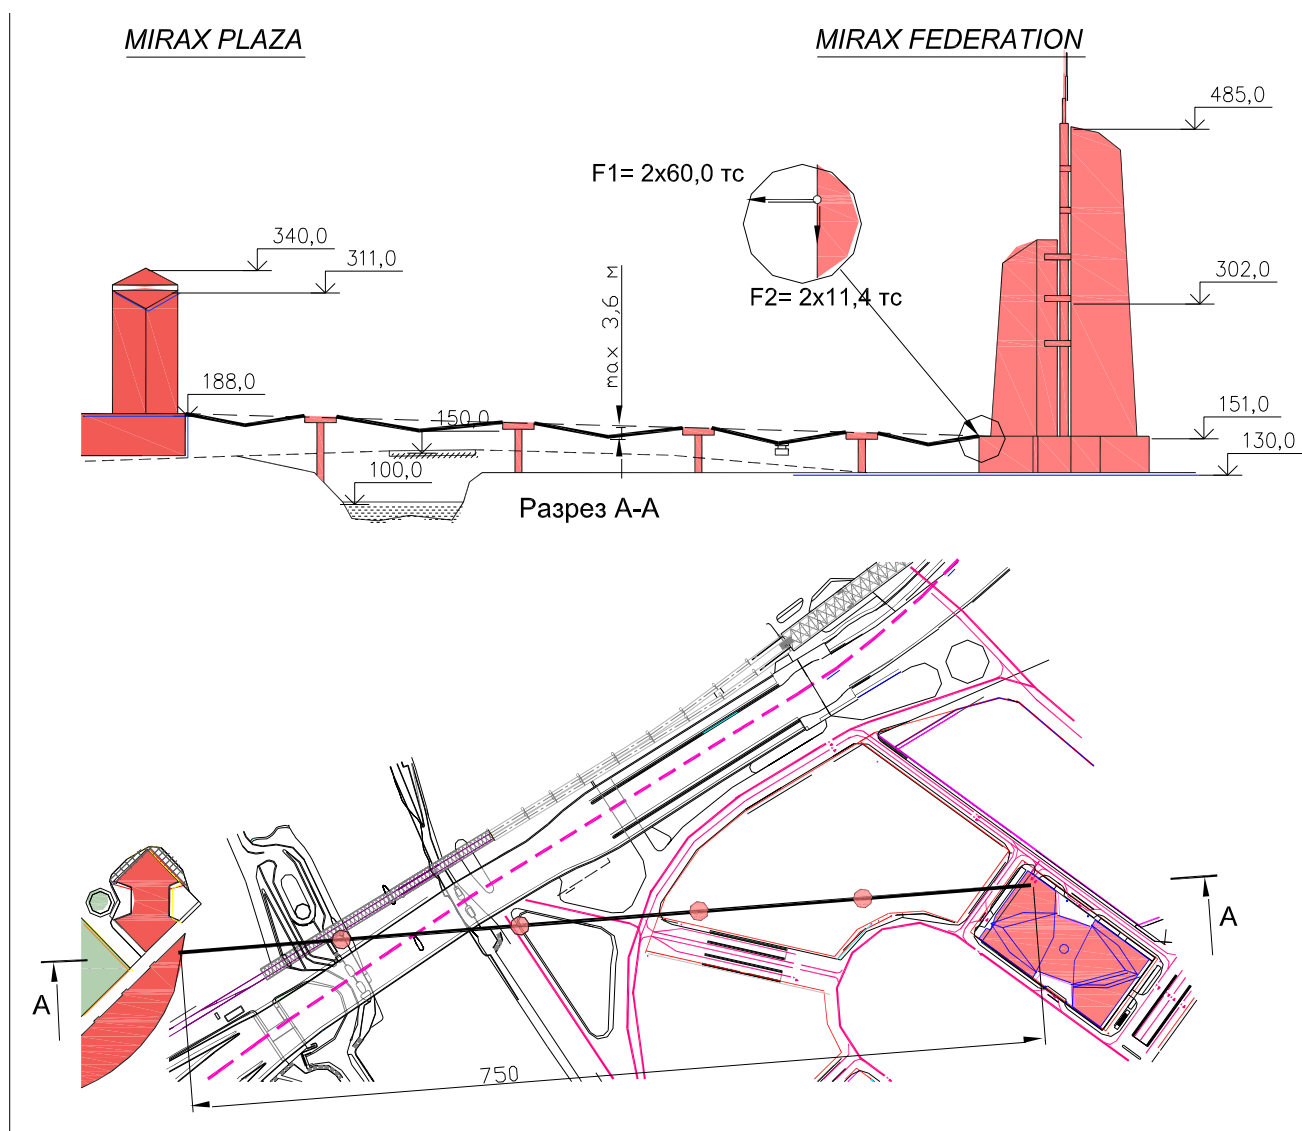 MIRAX PLAZA
MIRAX FEDERATION
485,0
F1= 2x60,0 тс
340,0
311,0
302,0
F2= 2x11,4 тс
max 3,6 м
188,0
150,0
151,0
130,0
100,0
Разрез А-А
А
А
750